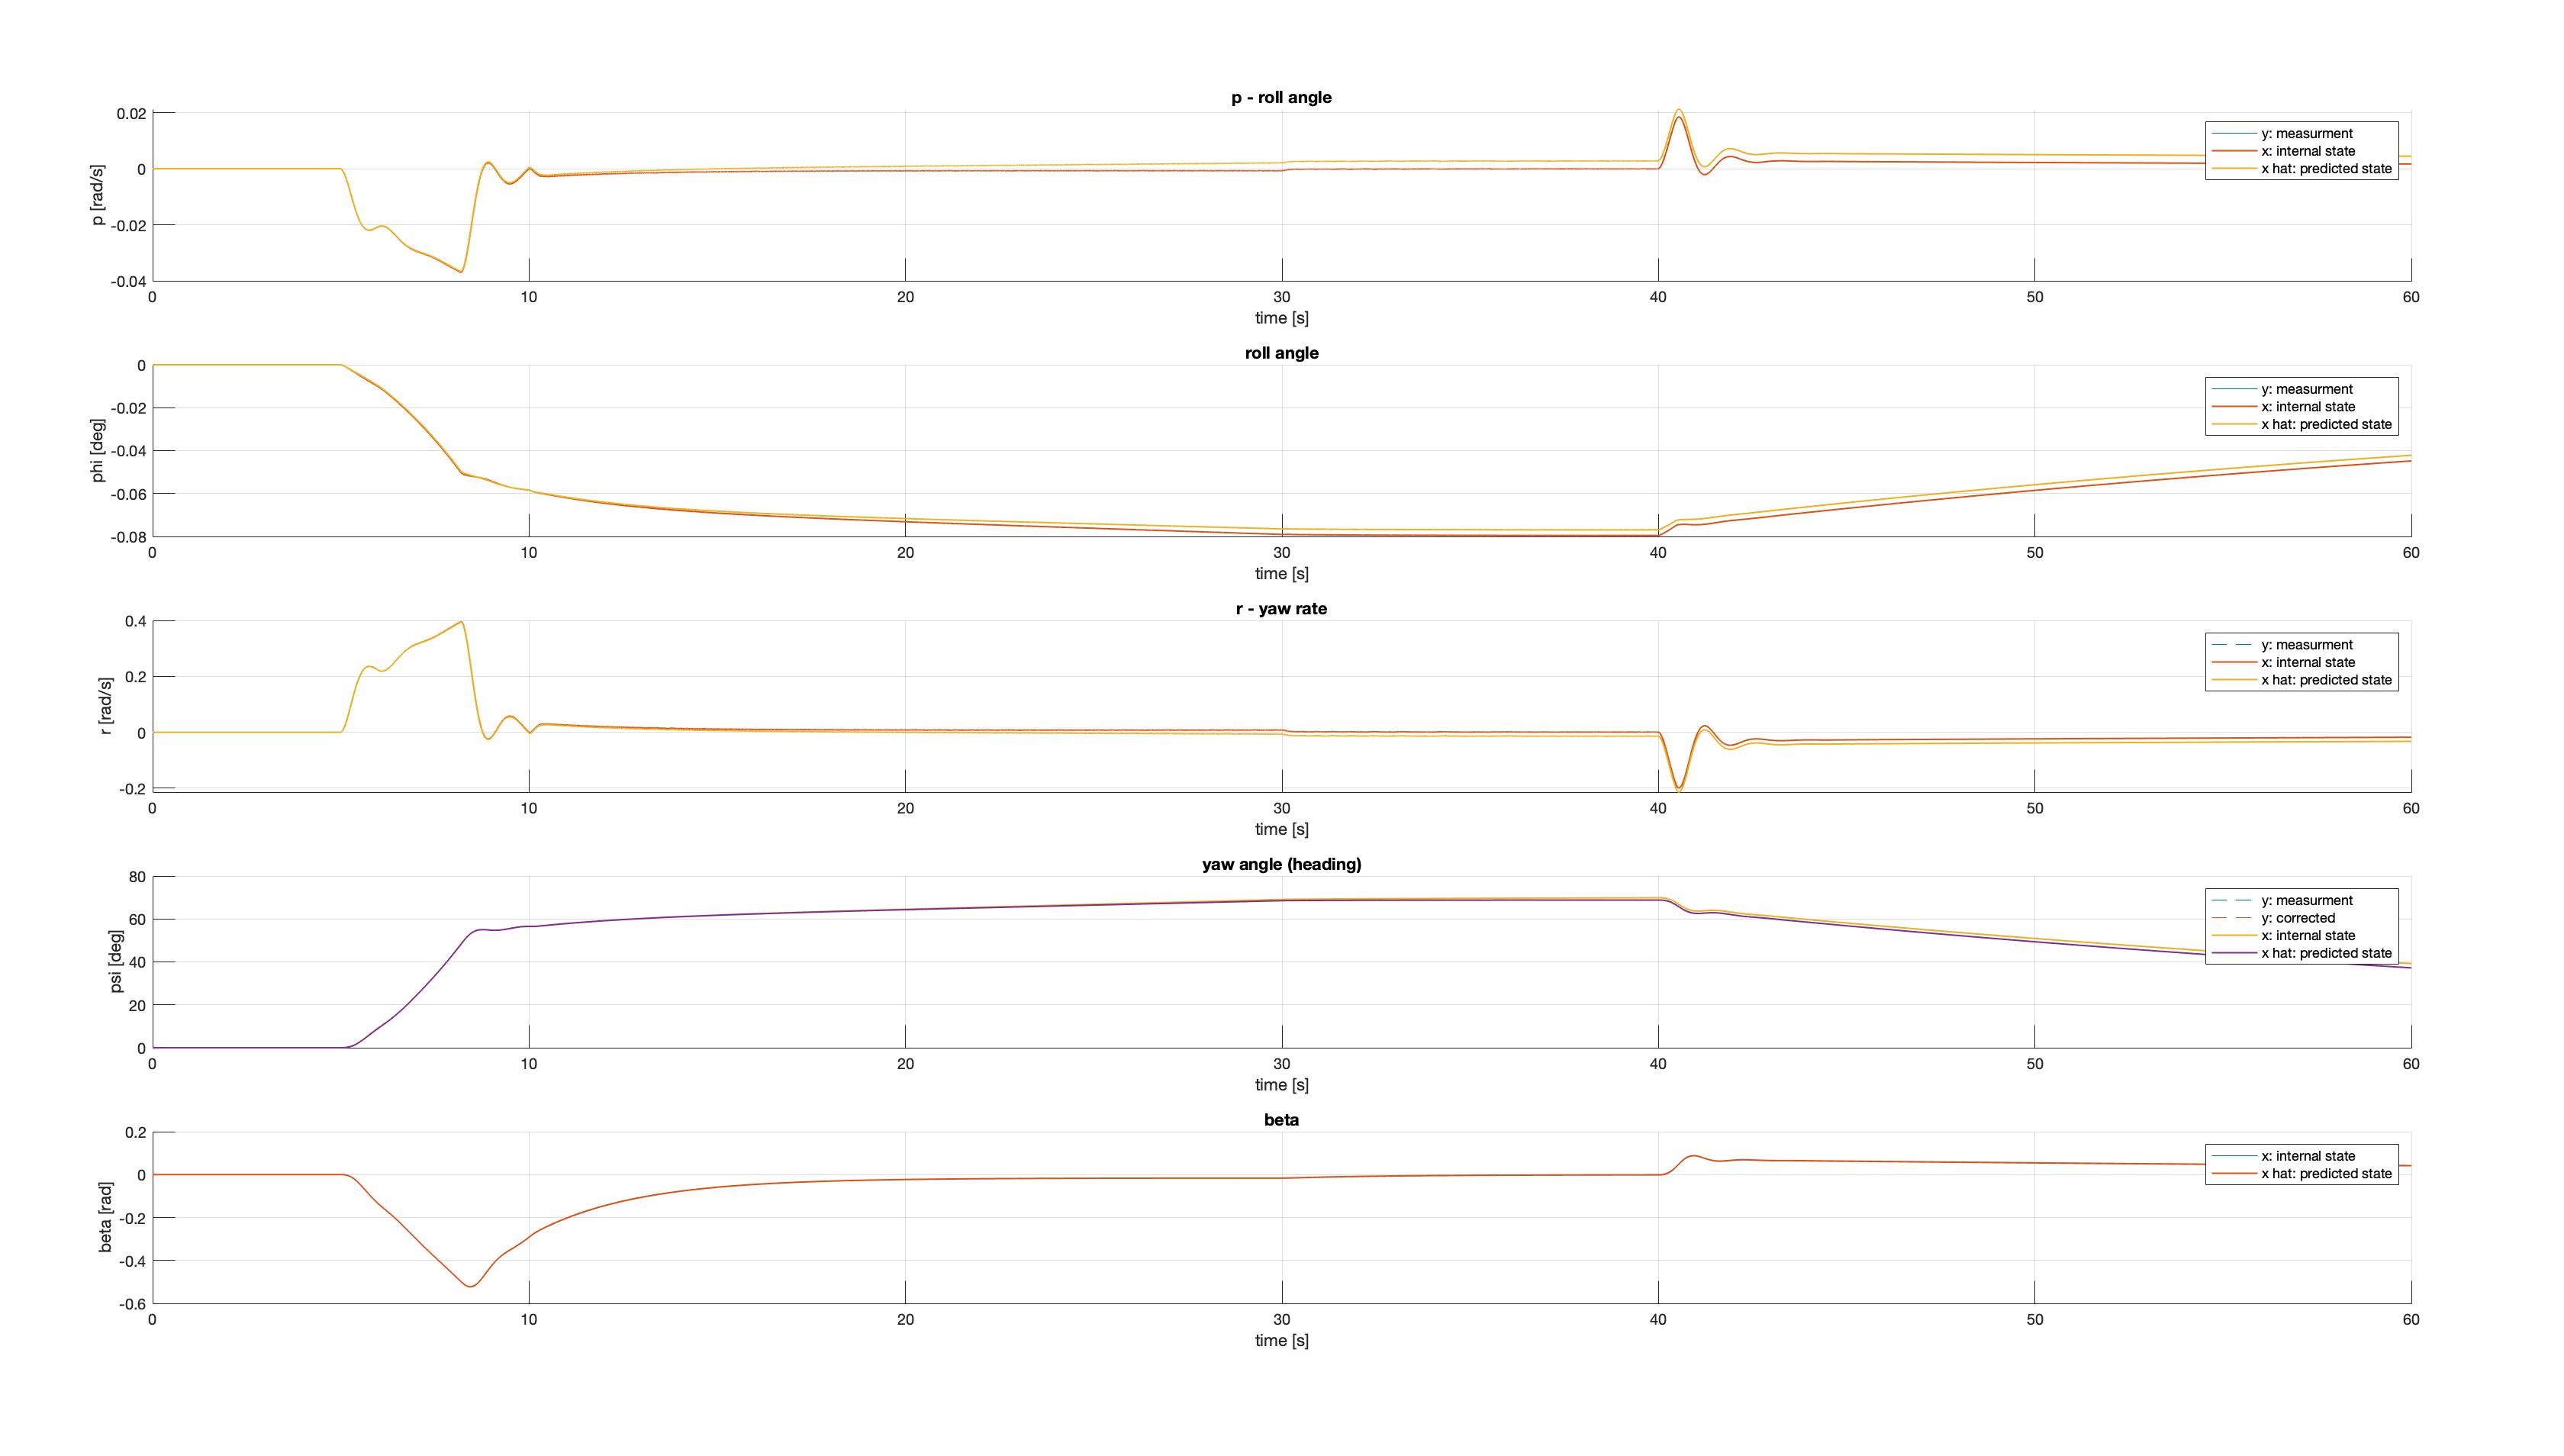 p - roll angle
0.02
0
-0.02
-0.04
p [rad/s]
y: measurment
x: internal state
x hat: predicted state
0 10 20 30 40 50 60
time [s]
roll angle
0
-0.02
-0.04
-0.06
-0.08
phi [deg]
y: measurment
x: internal state
x hat: predicted state
0 10 20 30 40 50 60
time [s]
r - yaw rate
0.4
0.2
0
-0.2
r [rad/s]
y: measurment
x: internal state
x hat: predicted state
0 10 20 30 40 50 60
time [s]
yaw angle (heading)
80
60
40
20
0
psi [deg]
y: measurment
y: corrected
x: internal state
x hat: predicted state
0 10 20 30 40 50 60
time [s]
beta
0.2
0
-0.2
-0.4
-0.6
beta [rad]
x: internal state
x hat: predicted state
0 10 20 30 40 50 60
time [s]